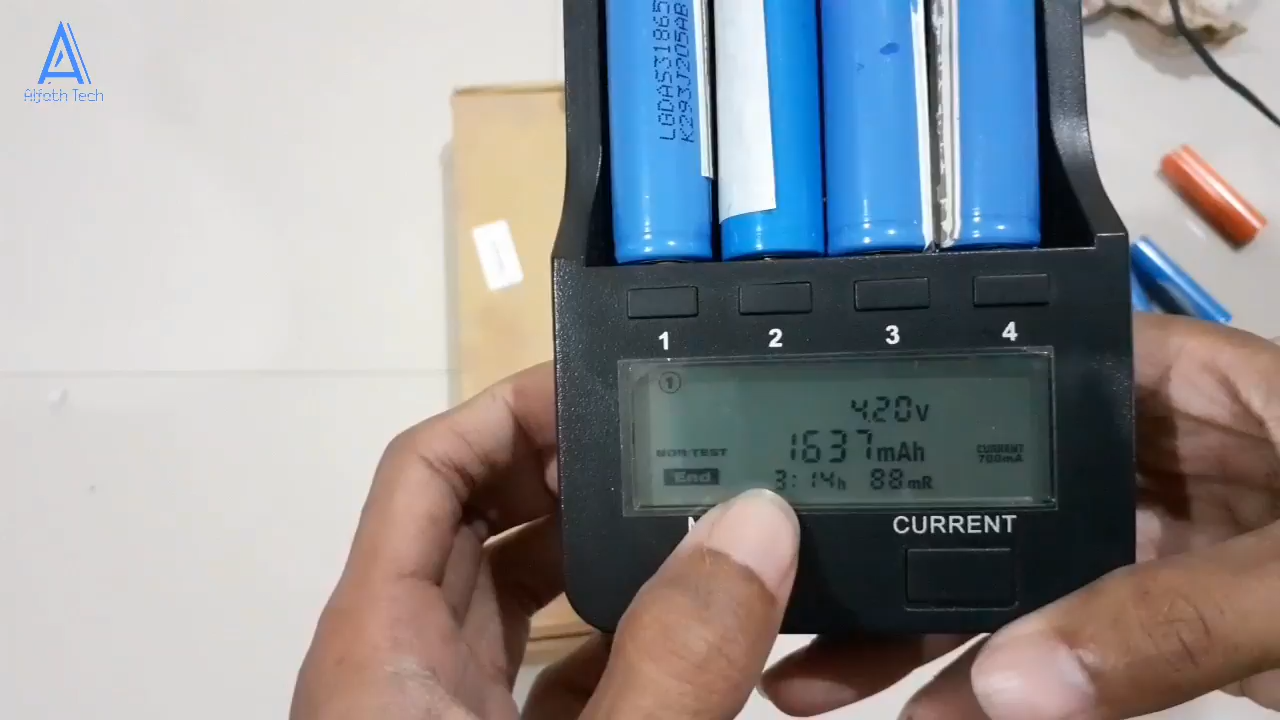 Alfath Tech
LGDAS31865
K293J205AB
1 2 3 4
1
4.20v
1637mAh
NOR TEST
CURRENT
700mA
End
3:14h 88mR
CURRENT